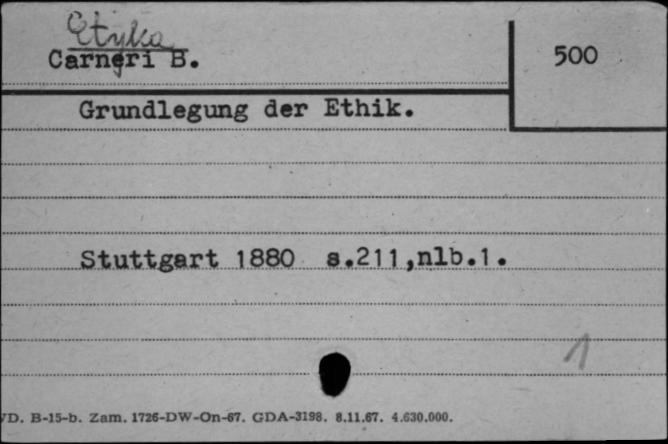 Etyka
Carneri B.
500
Grundlegung der Ethik.
Stuttgart 1880 s.211,nlb.1.
1
VD. B-15-b. Zam. 1726-DW-On-67. GDA-3198. 8.11.67. 4.630.000.